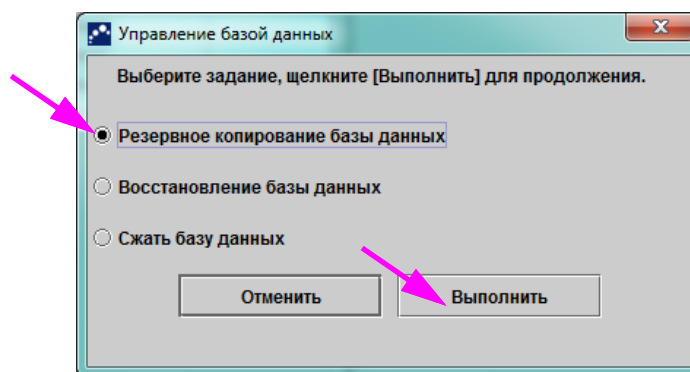 Управление базой данных
Выберите задание, щелкните [Выполнить] для продолжения.
Резервное копирование базы данных
Восстановление базы данных
Сжать базу данных
Отменить Выполнить